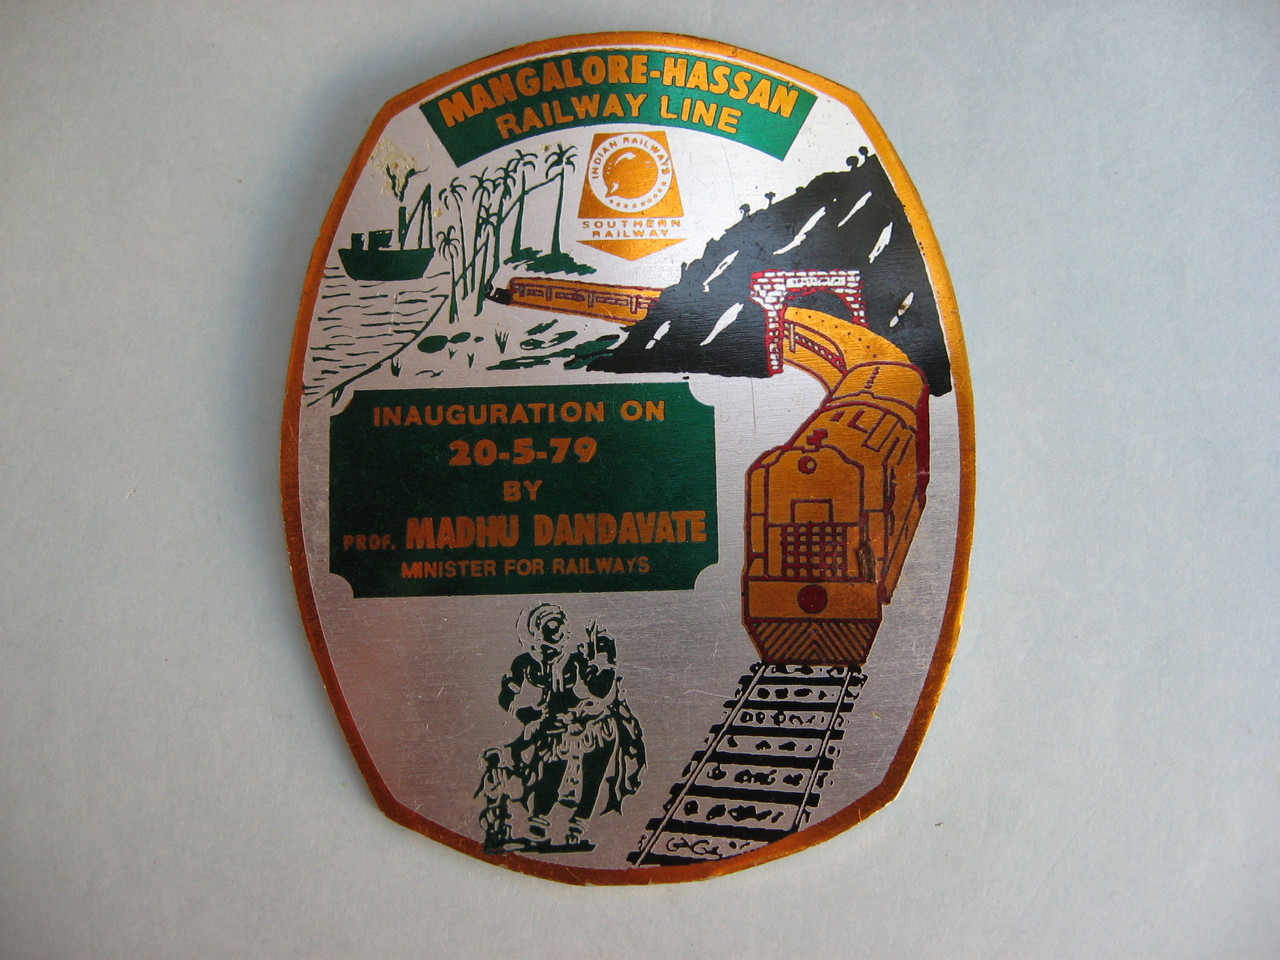 MANGALORE-HASSAN
RAILWAY LINE
INDIAN RAILWAYS
SOUTHERN
RAILWAY
INAUGURATION ON
20-5-79
BY
PROF. MADHU DANDAVATE
MINISTER FOR RAILWAYS